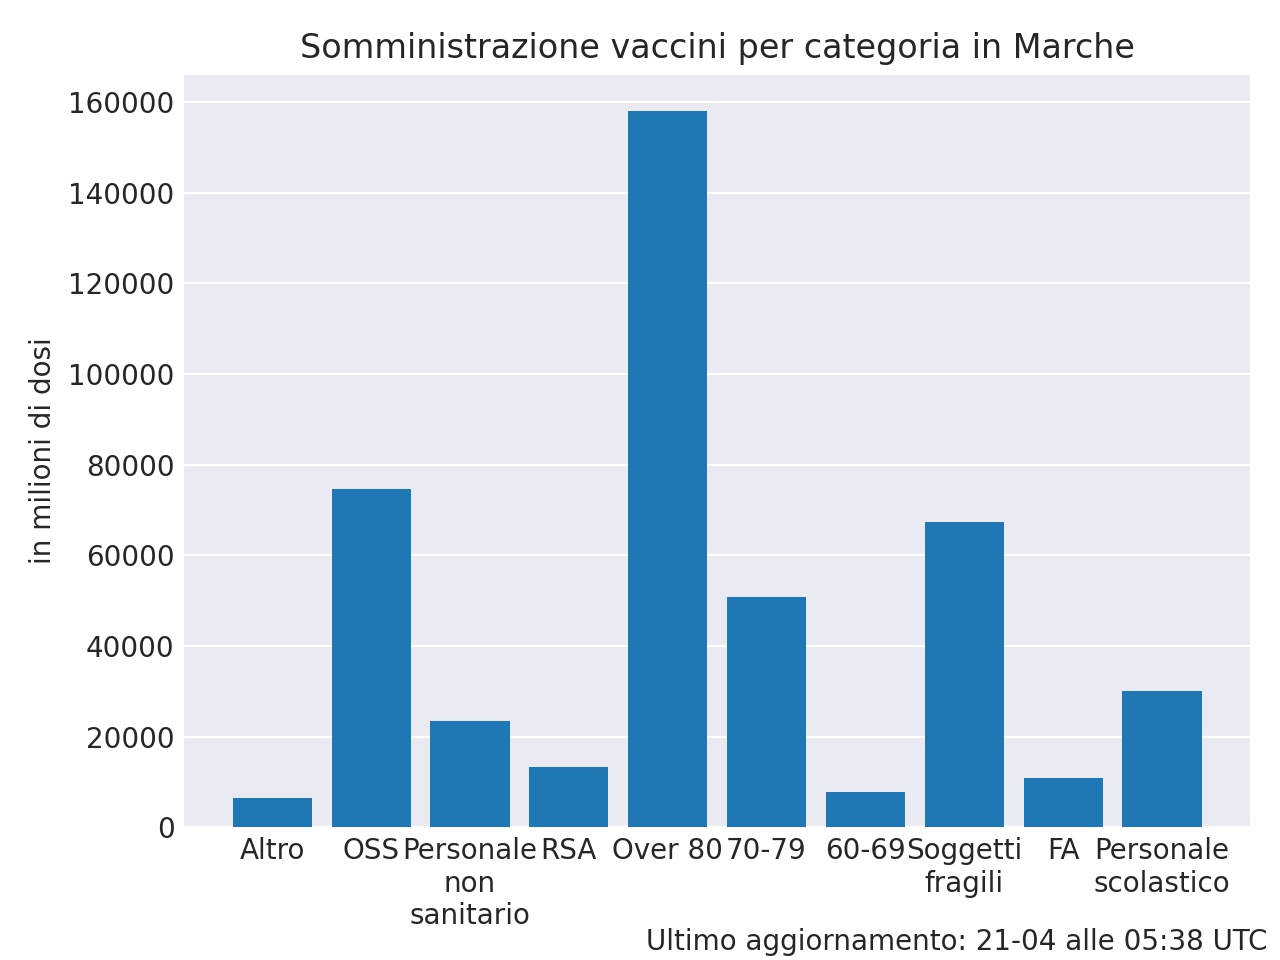 Somministrazione vaccini per categoria in Marche
160000
140000
120000
100000
80000
60000
40000
20000
0
in milioni di dosi
Altro
OSS
Personale
non
sanitario
RSA
Over 80
70-79
60-69
Soggetti
fragili
FA
Personale
scolastico
Ultimo aggiornamento: 21-04 alle 05:38 UTC